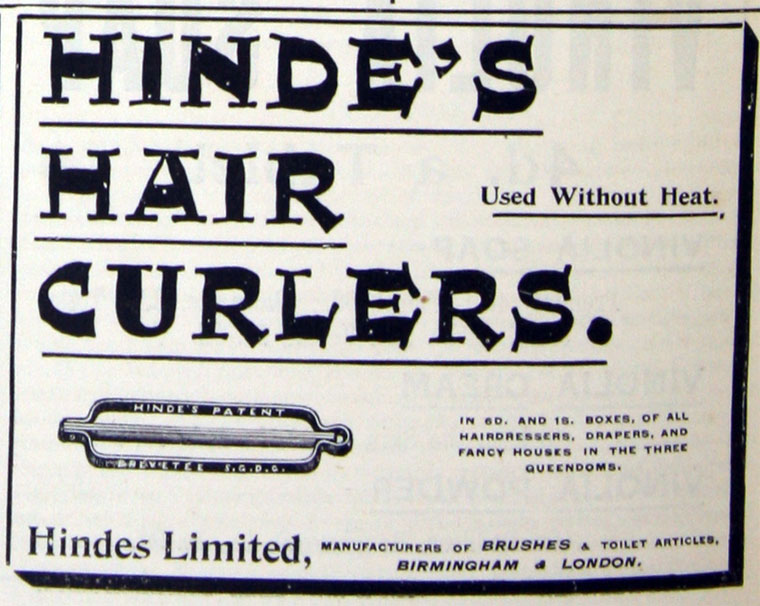 HINDE'S
HAIR
Used Without Heat.
CURLERS.
HINDE'S PATENT
BREVETEE S.G.D.G.
IN 6D. AND 1S. BOXES, OF ALL
HAIRDRESSERS, DRAPERS, AND
FANCY HOUSES IN THE THREE
QUEENDOMS.
Hindes Limited, MANUFACTURERS OF BRUSHES & TOILET ARTICLES,
BIRMINGHAM & LONDON.